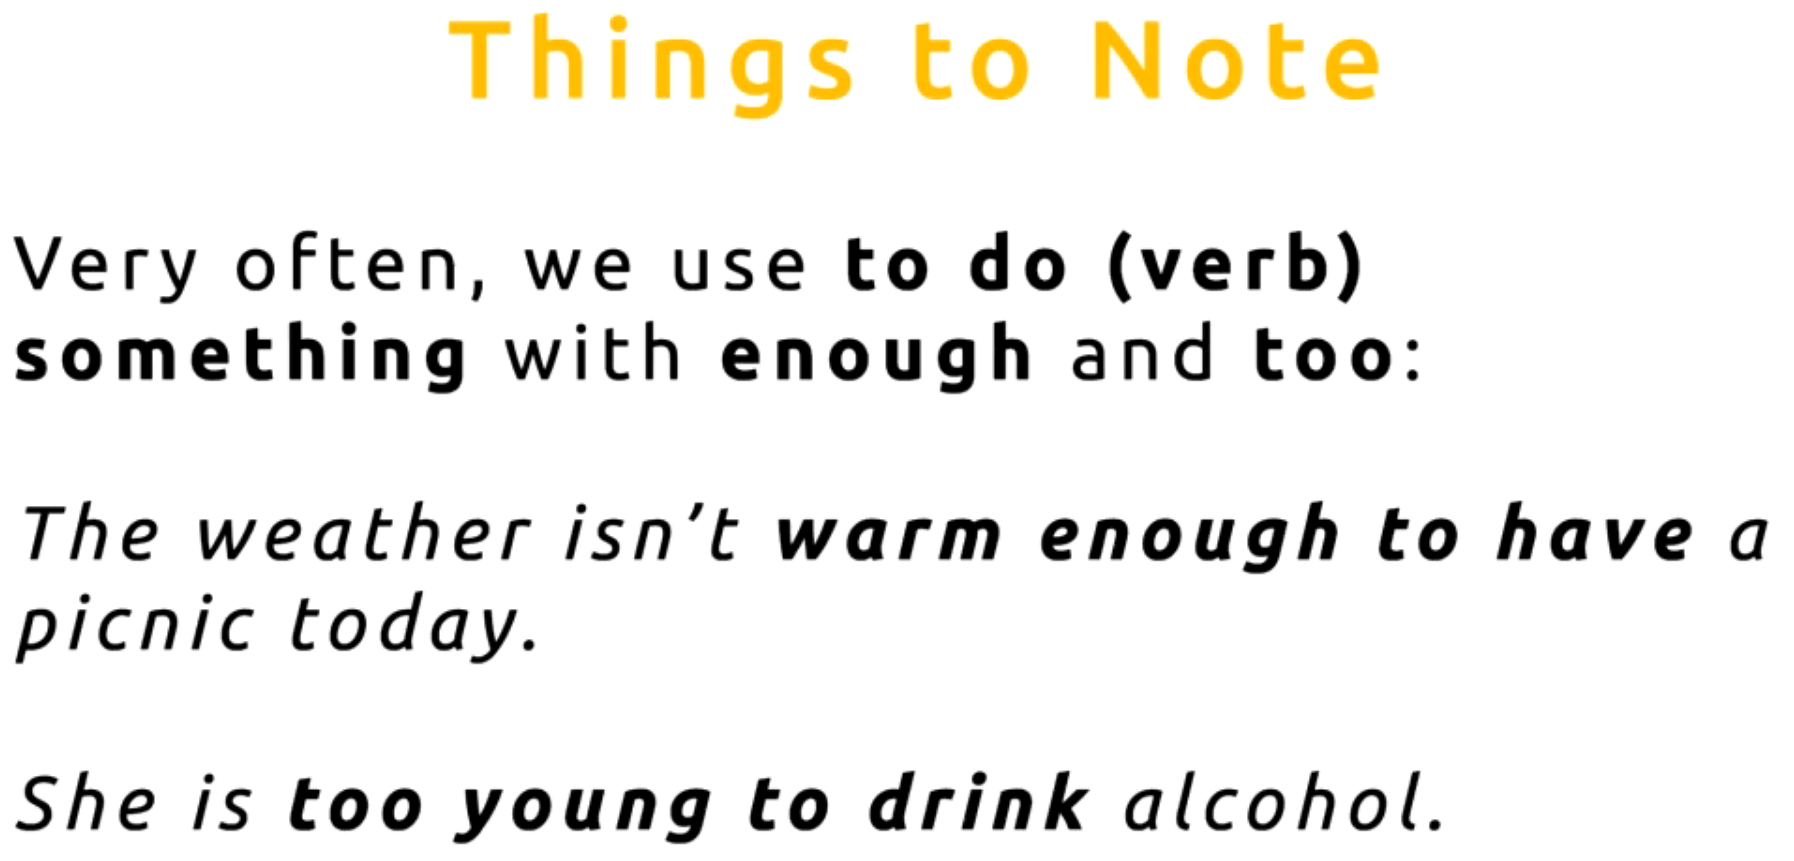 Things to Note
Very often, we use to do (verb)
something with enough and too:
The weather isn’t warm enough to have a
picnic today.
She is too young to drink alcohol.